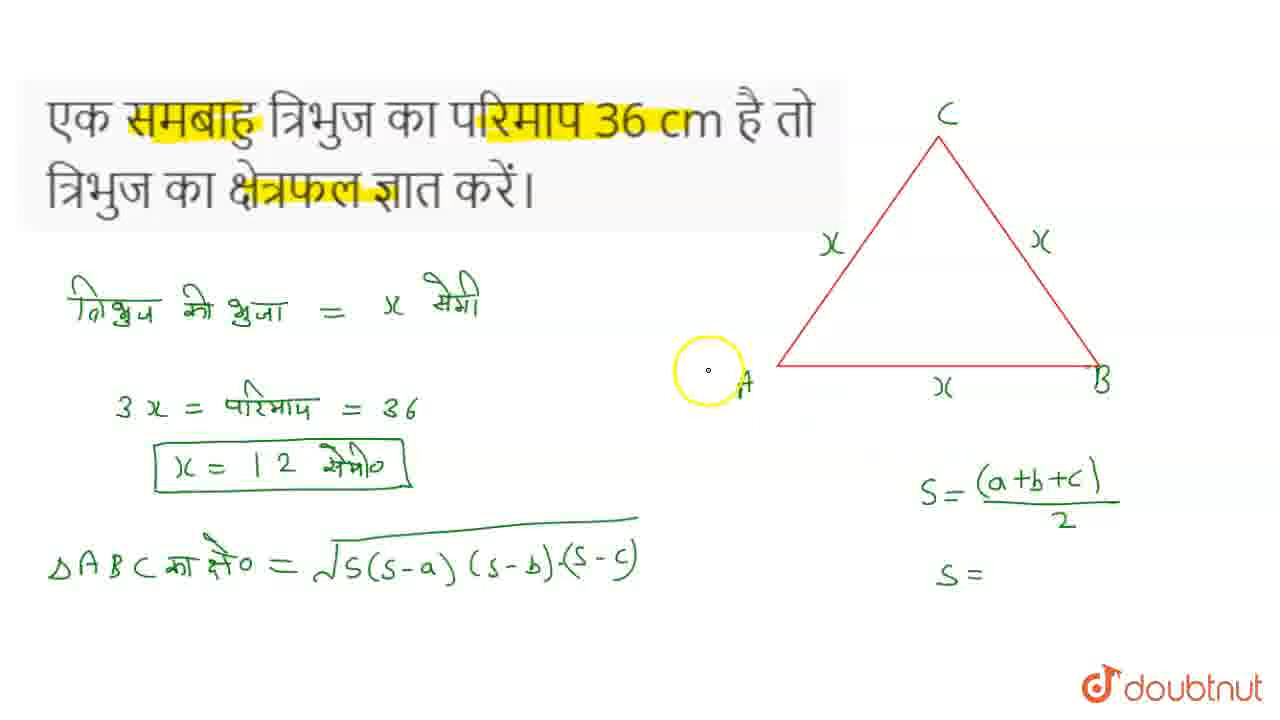 एक समबाहु त्रिभुज का परिमाप 36 cm है तो
त्रिभुज का क्षेत्रफल ज्ञात करें।
त्रिभुज की भुजा = x सेमी
3x = परिमाप = 36
x = 12 सेमी०
ΔABC का क्षे० = √S(S-a)(S-b).(S-c)
C
x
x
A
x
B
S = (a+b+c)
2
S =
doubtnut